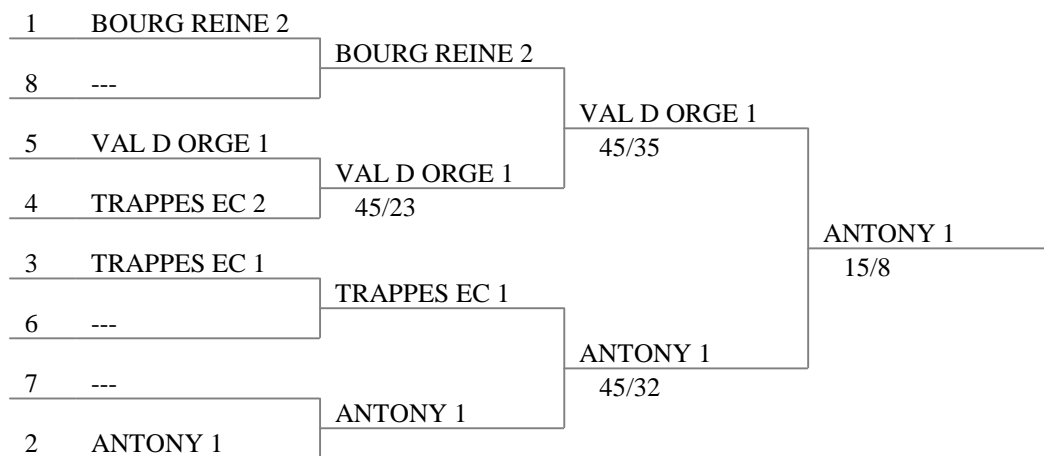 1 BOURG REINE 2
BOURG REINE 2
8 ---
VAL D ORGE 1
45/35
5 VAL D ORGE 1
VAL D ORGE 1
45/23
4 TRAPPES EC 2
ANTONY 1
15/8
3 TRAPPES EC 1
TRAPPES EC 1
6 ---
ANTONY 1
45/32
7 ---
ANTONY 1
2 ANTONY 1